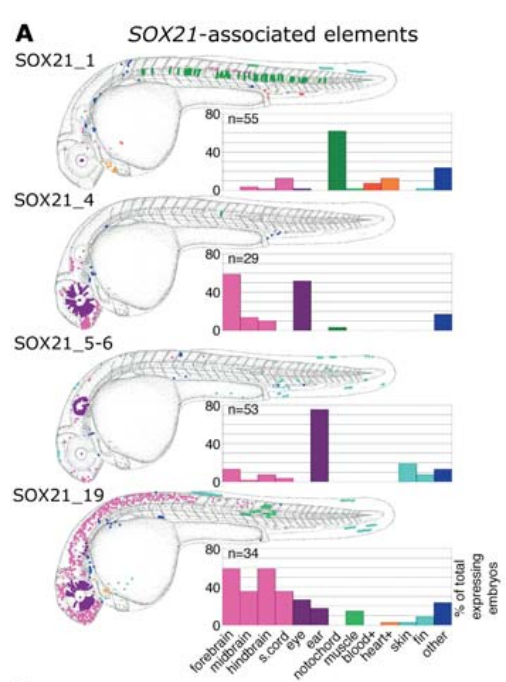 A
SOX21-associated elements
SOX21_1
80
n=55
40
0
SOX21_4
80
n=29
40
0
SOX21_5-6
80
n=53
40
0
SOX21_19
80
n=34
40
0
% of total
expressing
embryos
forebrain
midbrain
hindbrain
s.cord
eye
ear
notochord
muscle
blood+
heart+
skin
fin
other